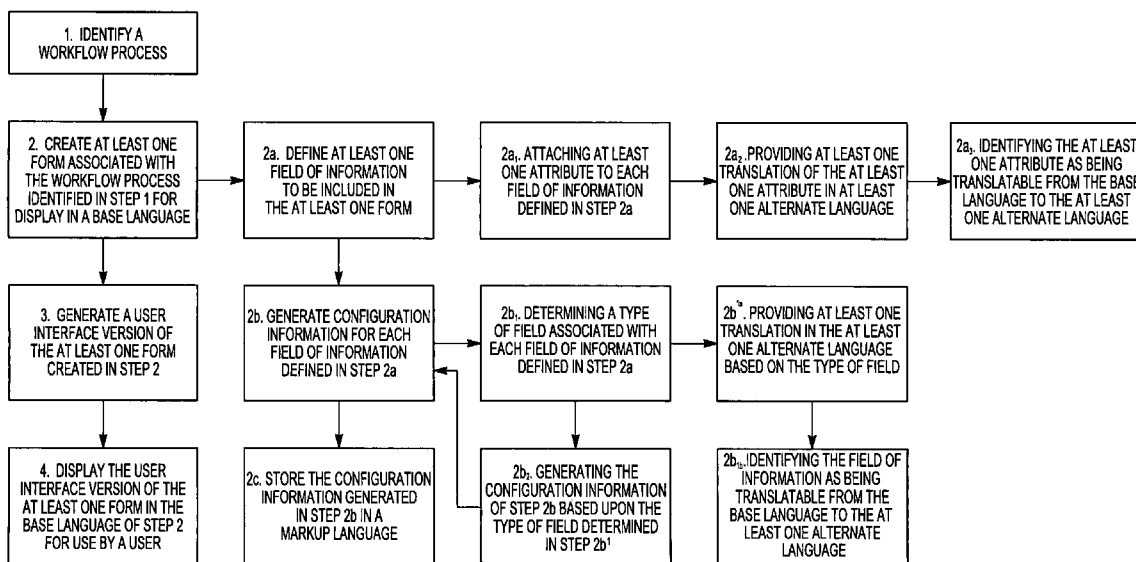 1. IDENTIFY A
WORKFLOW PROCESS
2. CREATE AT LEAST ONE
FORM ASSOCIATED WITH
THE WORKFLOW PROCESS
IDENTIFIED IN STEP 1 FOR
DISPLAY IN A BASE LANGUAGE
2a. DEFINE AT LEAST ONE
FIELD OF INFORMATION
TO BE INCLUDED IN
THE AT LEAST ONE FORM
2a₁. ATTACHING AT LEAST
ONE ATTRIBUTE TO EACH
FIELD OF INFORMATION
DEFINED IN STEP 2a
2a₂. PROVIDING AT LEAST ONE
TRANSLATION OF THE AT LEAST
ONE ATTRIBUTE IN AT LEAST
ONE ALTERNATE LANGUAGE
2a₃. IDENTIFYING THE AT LEAST
ONE ATTRIBUTE AS BEING
TRANSLATABLE FROM THE BASE
LANGUAGE TO THE AT LEAST
ONE ALTERNATE LANGUAGE
3. GENERATE A USER
INTERFACE VERSION OF
THE AT LEAST ONE FORM
CREATED IN STEP 2
2b. GENERATE CONFIGURATION
INFORMATION FOR EACH
FIELD OF INFORMATION
DEFINED IN STEP 2a
2b₁. DETERMINING A TYPE
OF FIELD ASSOCIATED WITH
EACH FIELD OF INFORMATION
DEFINED IN STEP 2a
2b¹ᵃ. PROVIDING AT LEAST ONE
TRANSLATION IN THE AT LEAST
ONE ALTERNATE LANGUAGE
BASED ON THE TYPE OF FIELD
4. DISPLAY THE USER
INTERFACE VERSION OF THE
AT LEAST ONE FORM IN THE
BASE LANGUAGE OF STEP 2
FOR USE BY A USER
2c. STORE THE CONFIGURATION
INFORMATION GENERATED
IN STEP 2b IN A
MARKUP LANGUAGE
2b₂. GENERATING THE
CONFIGURATION INFORMATION
OF STEP 2b BASED UPON THE
TYPE OF FIELD DETERMINED
IN STEP 2b¹
2b₁b. IDENTIFYING THE FIELD OF
INFORMATION AS BEING
TRANSLATABLE FROM THE
BASE LANGUAGE TO THE AT
LEAST ONE ALTERNATE
LANGUAGE